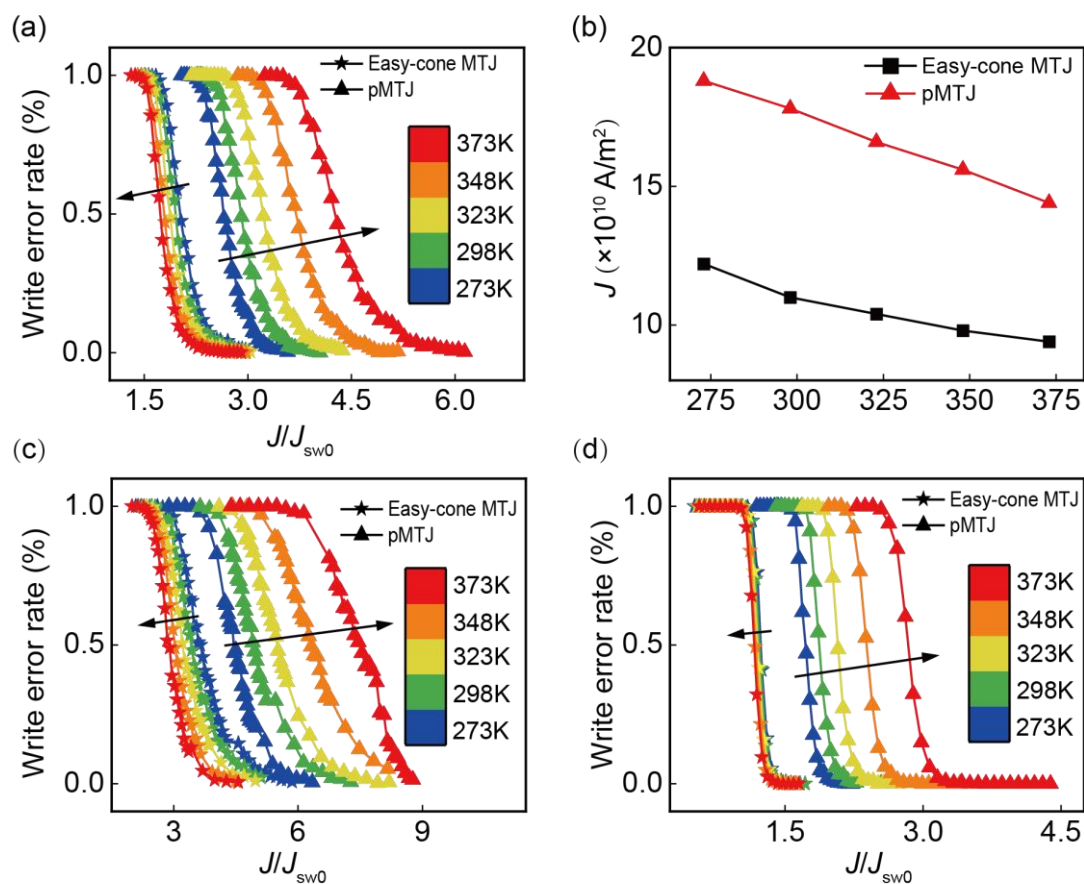 (a)
Write error rate (%)
1.0
0.5
0.0
Easy-cone MTJ
pMTJ
373K
348K
323K
298K
273K
1.5 3.0 4.5 6.0
J/Jsw0
(b)
J (×10¹⁰ A/m²)
20
15
10
Easy-cone MTJ
pMTJ
275 300 325 350 375
(c)
Write error rate (%)
1.0
0.5
0.0
Easy-cone MTJ
pMTJ
373K
348K
323K
298K
273K
3 6 9
J/Jsw0
(d)
Write error rate (%)
1.0
0.5
0.0
Easy-cone MTJ
pMTJ
373K
348K
323K
298K
273K
1.5 3.0 4.5
J/Jsw0